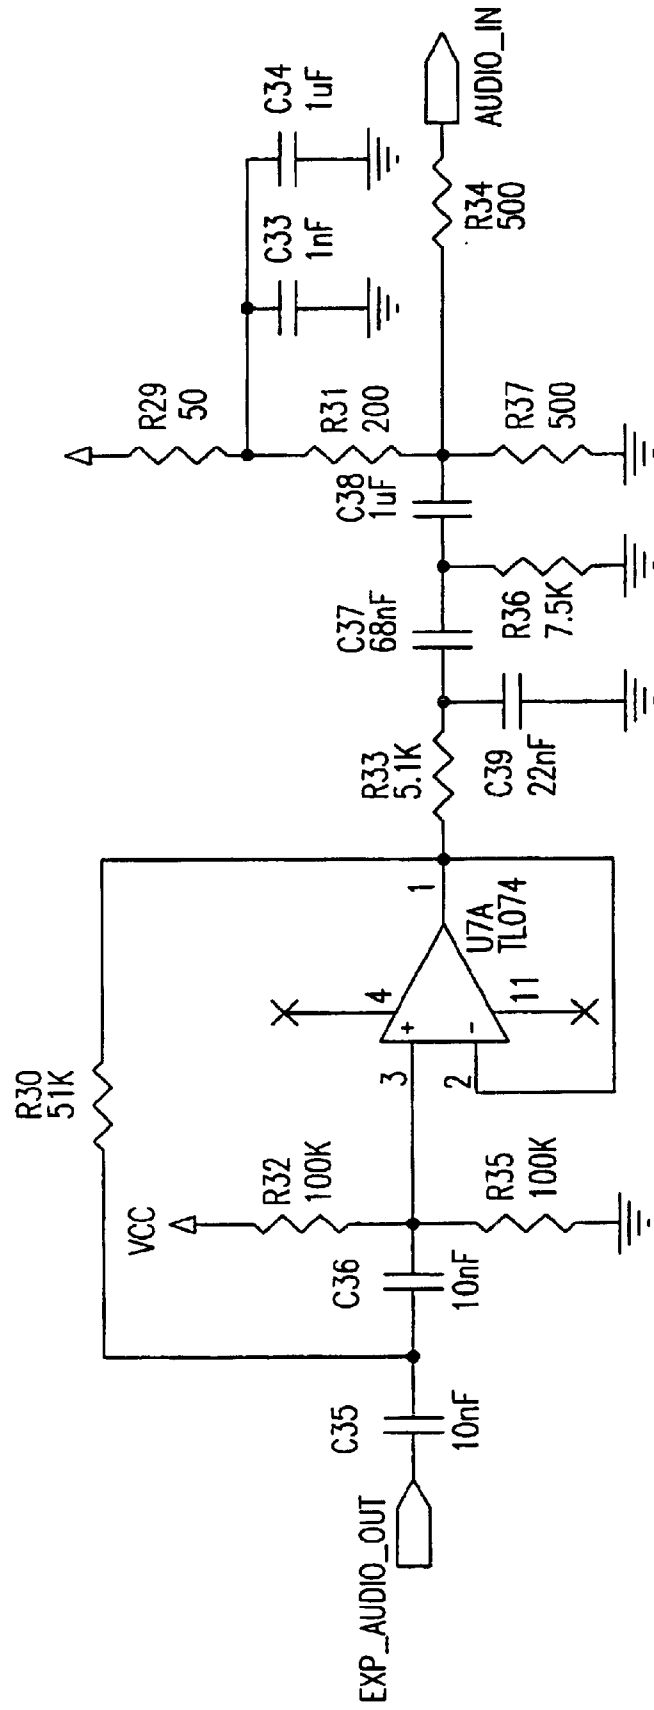 EXP_AUDIO_OUT
C35
10nF
C36
10nF
VCC
R32
100K
R35
100K
R30
51K
3
2
+
-
4
11
1
U7A
TL074
R33
5.1K
C39
22nF
C37
68nF
R36
7.5K
C38
1uF
R29
50
R31
200
R37
500
C33
1nF
C34
1uF
R34
500
AUDIO_IN